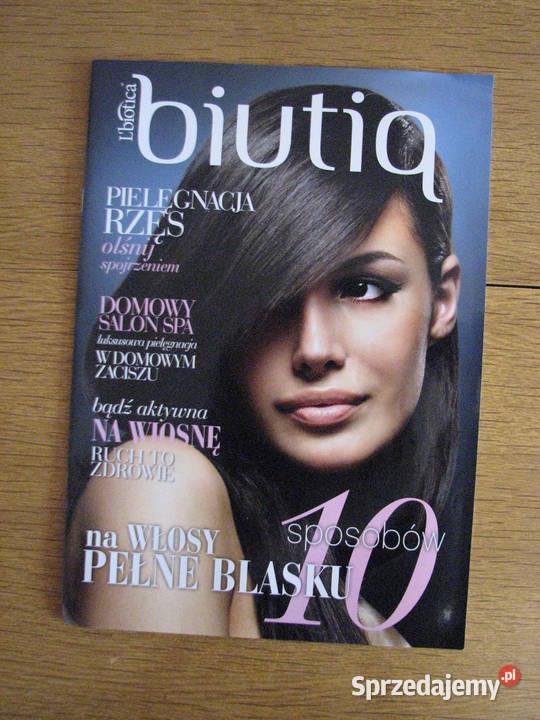 L'biotica®
biutiq
PIELĘGNACJA
RZĘS
olśnij
spojrzeniem
DOMOWY
SALON SPA
luksusowa pielęgnacja
W DOMOWYM
ZACISZU
bądź aktywna
NA WIOSNĘ
RUCH TO
ZDROWIE
10 sposobów
na WŁOSY
PEŁNE BLASKU
Sprzedajemy.pl